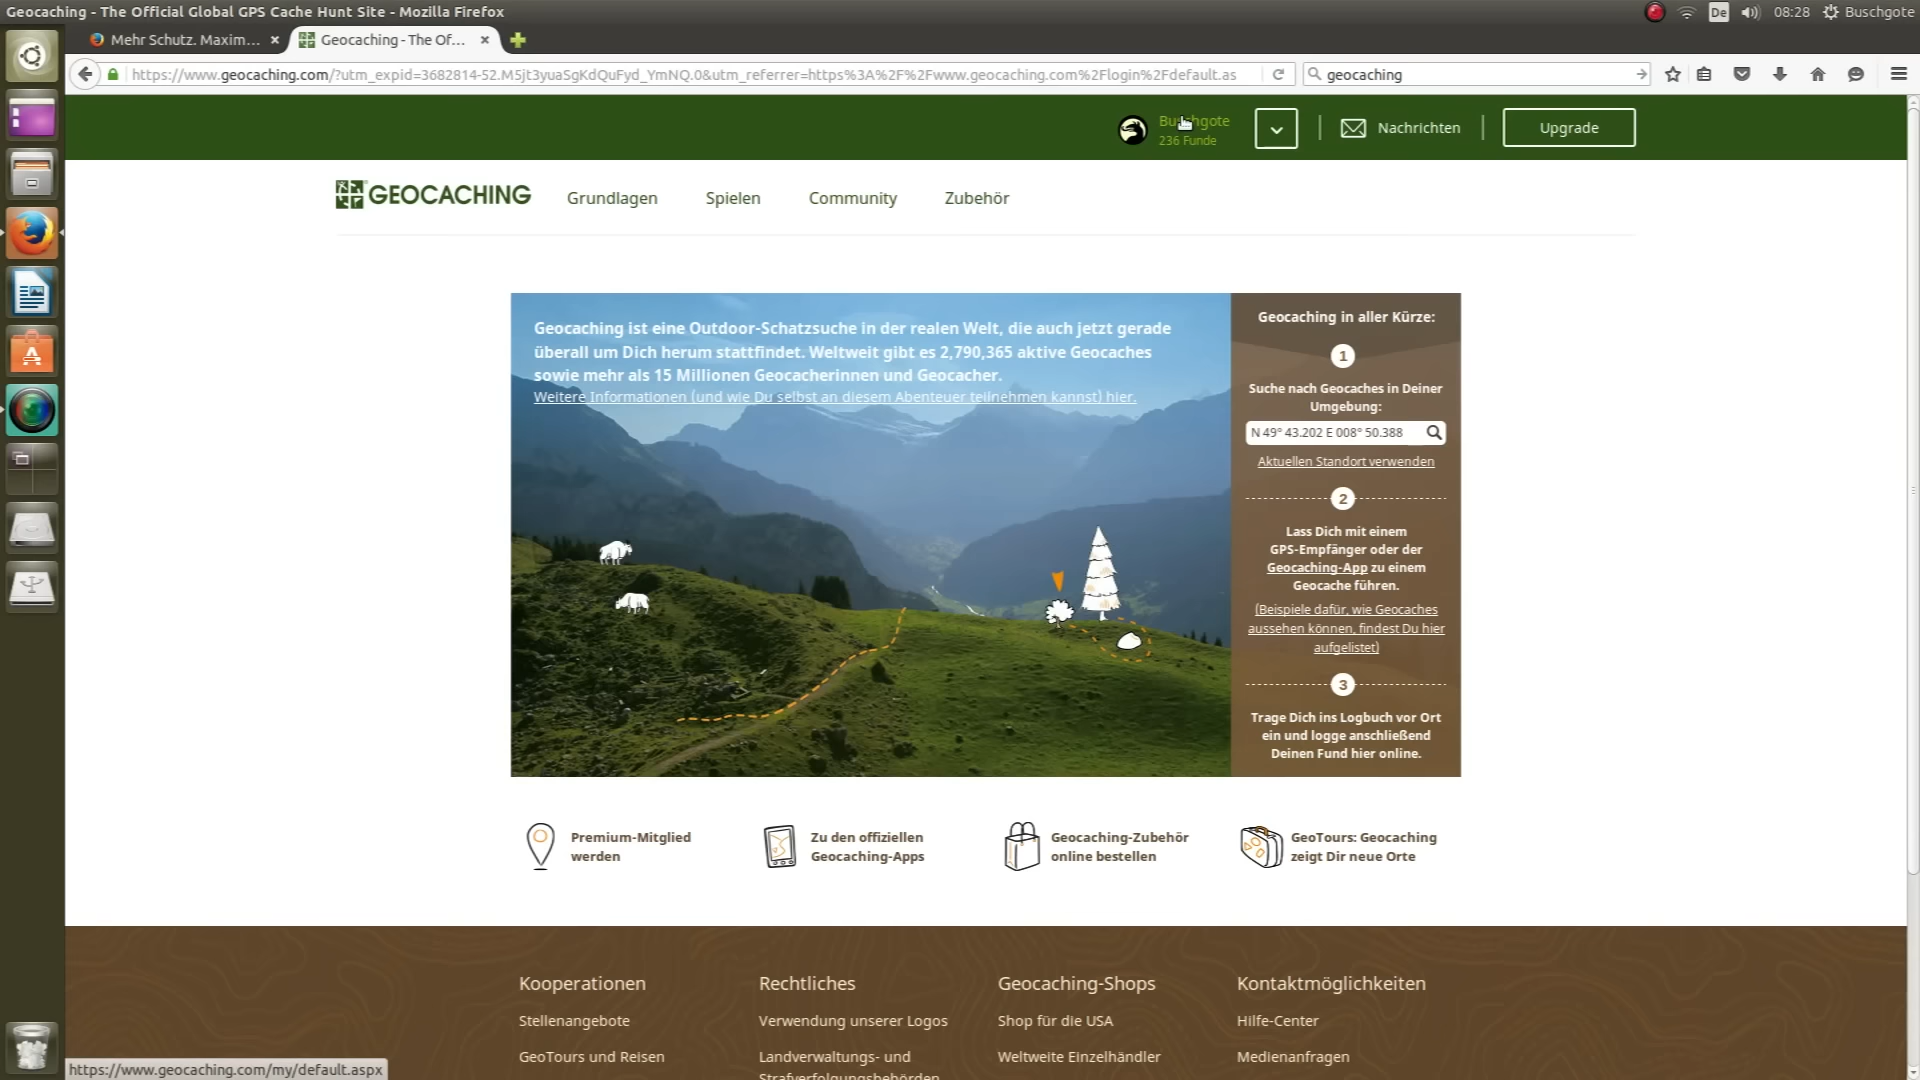 Geocaching - The Official Global GPS Cache Hunt Site - Mozilla Firefox
De
08:28
Buschgote
Mehr Schutz. Maxim...
Geocaching - The Of...
https://www.geocaching.com/?utm_expid=3682814-52.M5jt3yuaSgKdQuFyd_YmNQ.0&utm_referrer=https%3A%2F%2Fwww.geocaching.com%2Flogin%2Fdefault.as
geocaching
Buschgote
236 Funde
Nachrichten
Upgrade
GEOCACHING
Grundlagen
Spielen
Community
Zubehör
Geocaching ist eine Outdoor-Schatzsuche in der realen Welt, die auch jetzt gerade
überall um Dich herum stattfindet. Weltweit gibt es 2,790,365 aktive Geocaches
sowie mehr als 15 Millionen Geocacherinnen und Geocacher.
Weitere Informationen (und wie Du selbst an diesem Abenteuer teilnehmen kannst) hier.
Geocaching in aller Kürze:
1
Suche nach Geocaches in Deiner
Umgebung:
N 49° 43.202 E 008° 50.388
Aktuellen Standort verwenden
2
Lass Dich mit einem
GPS-Empfänger oder der
Geocaching-App zu einem
Geocache führen.
(Beispiele dafür, wie Geocaches
aussehen können, findest Du hier
aufgelistet)
3
Trage Dich ins Logbuch vor Ort
ein und logge anschließend
Deinen Fund hier online.
Premium-Mitglied
werden
Zu den offiziellen
Geocaching-Apps
Geocaching-Zubehör
online bestellen
GeoTours: Geocaching
zeigt Dir neue Orte
Kooperationen
Stellenangebote
GeoTours und Reisen
Rechtliches
Verwendung unserer Logos
Landverwaltungs- und
Strafverfolgungsbehörden
Geocaching-Shops
Shop für die USA
Weltweite Einzelhändler
Kontaktmöglichkeiten
Hilfe-Center
Medienanfragen
https://www.geocaching.com/my/default.aspx